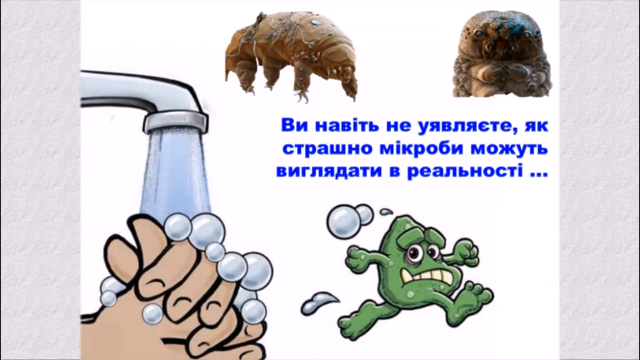 Ви навіть не уявляєте, як
страшно мікроби можуть
виглядати в реальності ...